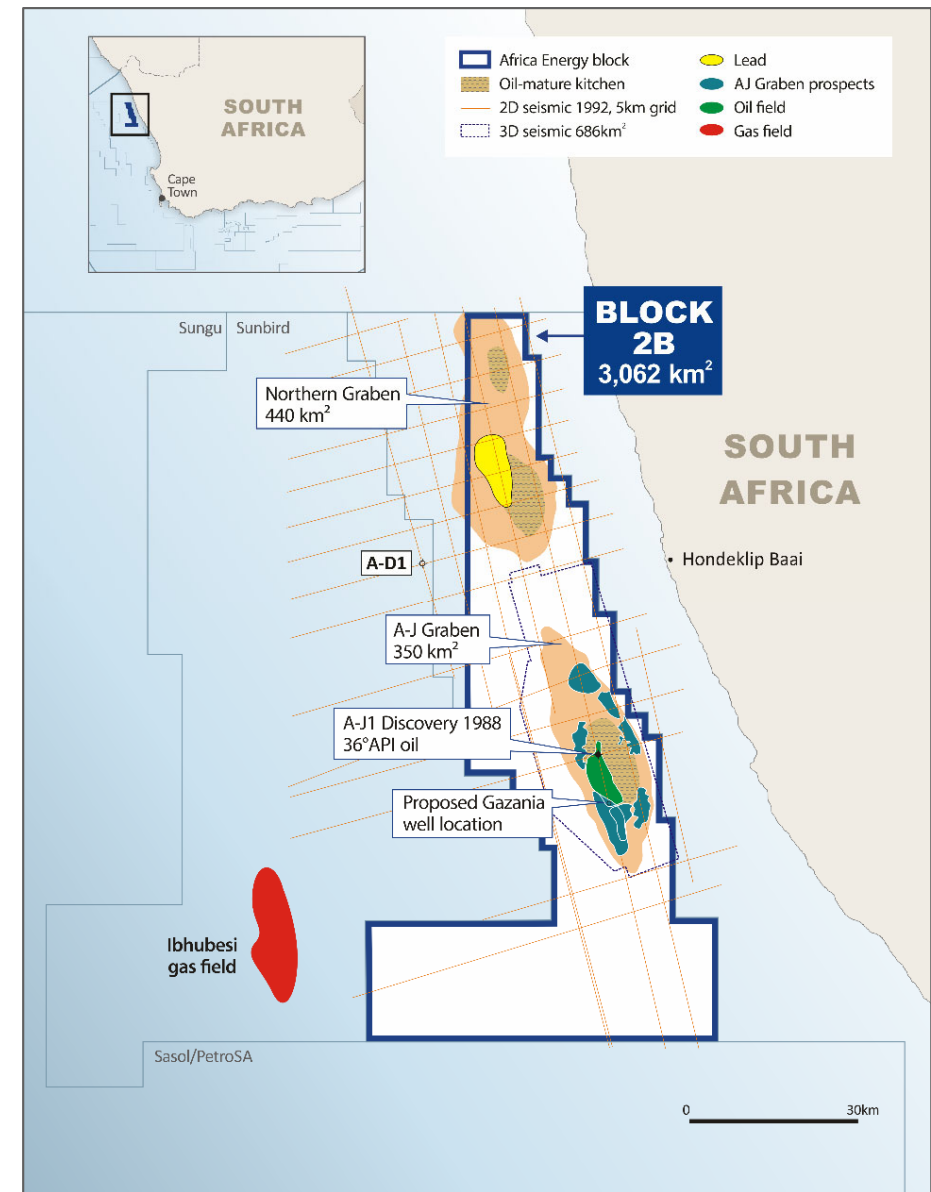 SOUTH
AFRICA
Cape
Town
Africa Energy block
Oil-mature kitchen
2D seismic 1992, 5km grid
3D seismic 686km²
Lead
AJ Graben prospects
Oil field
Gas field
Sungu
Sunbird
BLOCK
2B
3,062 km²
Northern Graben
440 km²
SOUTH
AFRICA
A-D1
Hondeklip Baai
A-J Graben
350 km²
A-J1 Discovery 1988
36°API oil
Proposed Gazania
well location
Ibhubesi
gas field
Sasol/PetroSA
0
30km